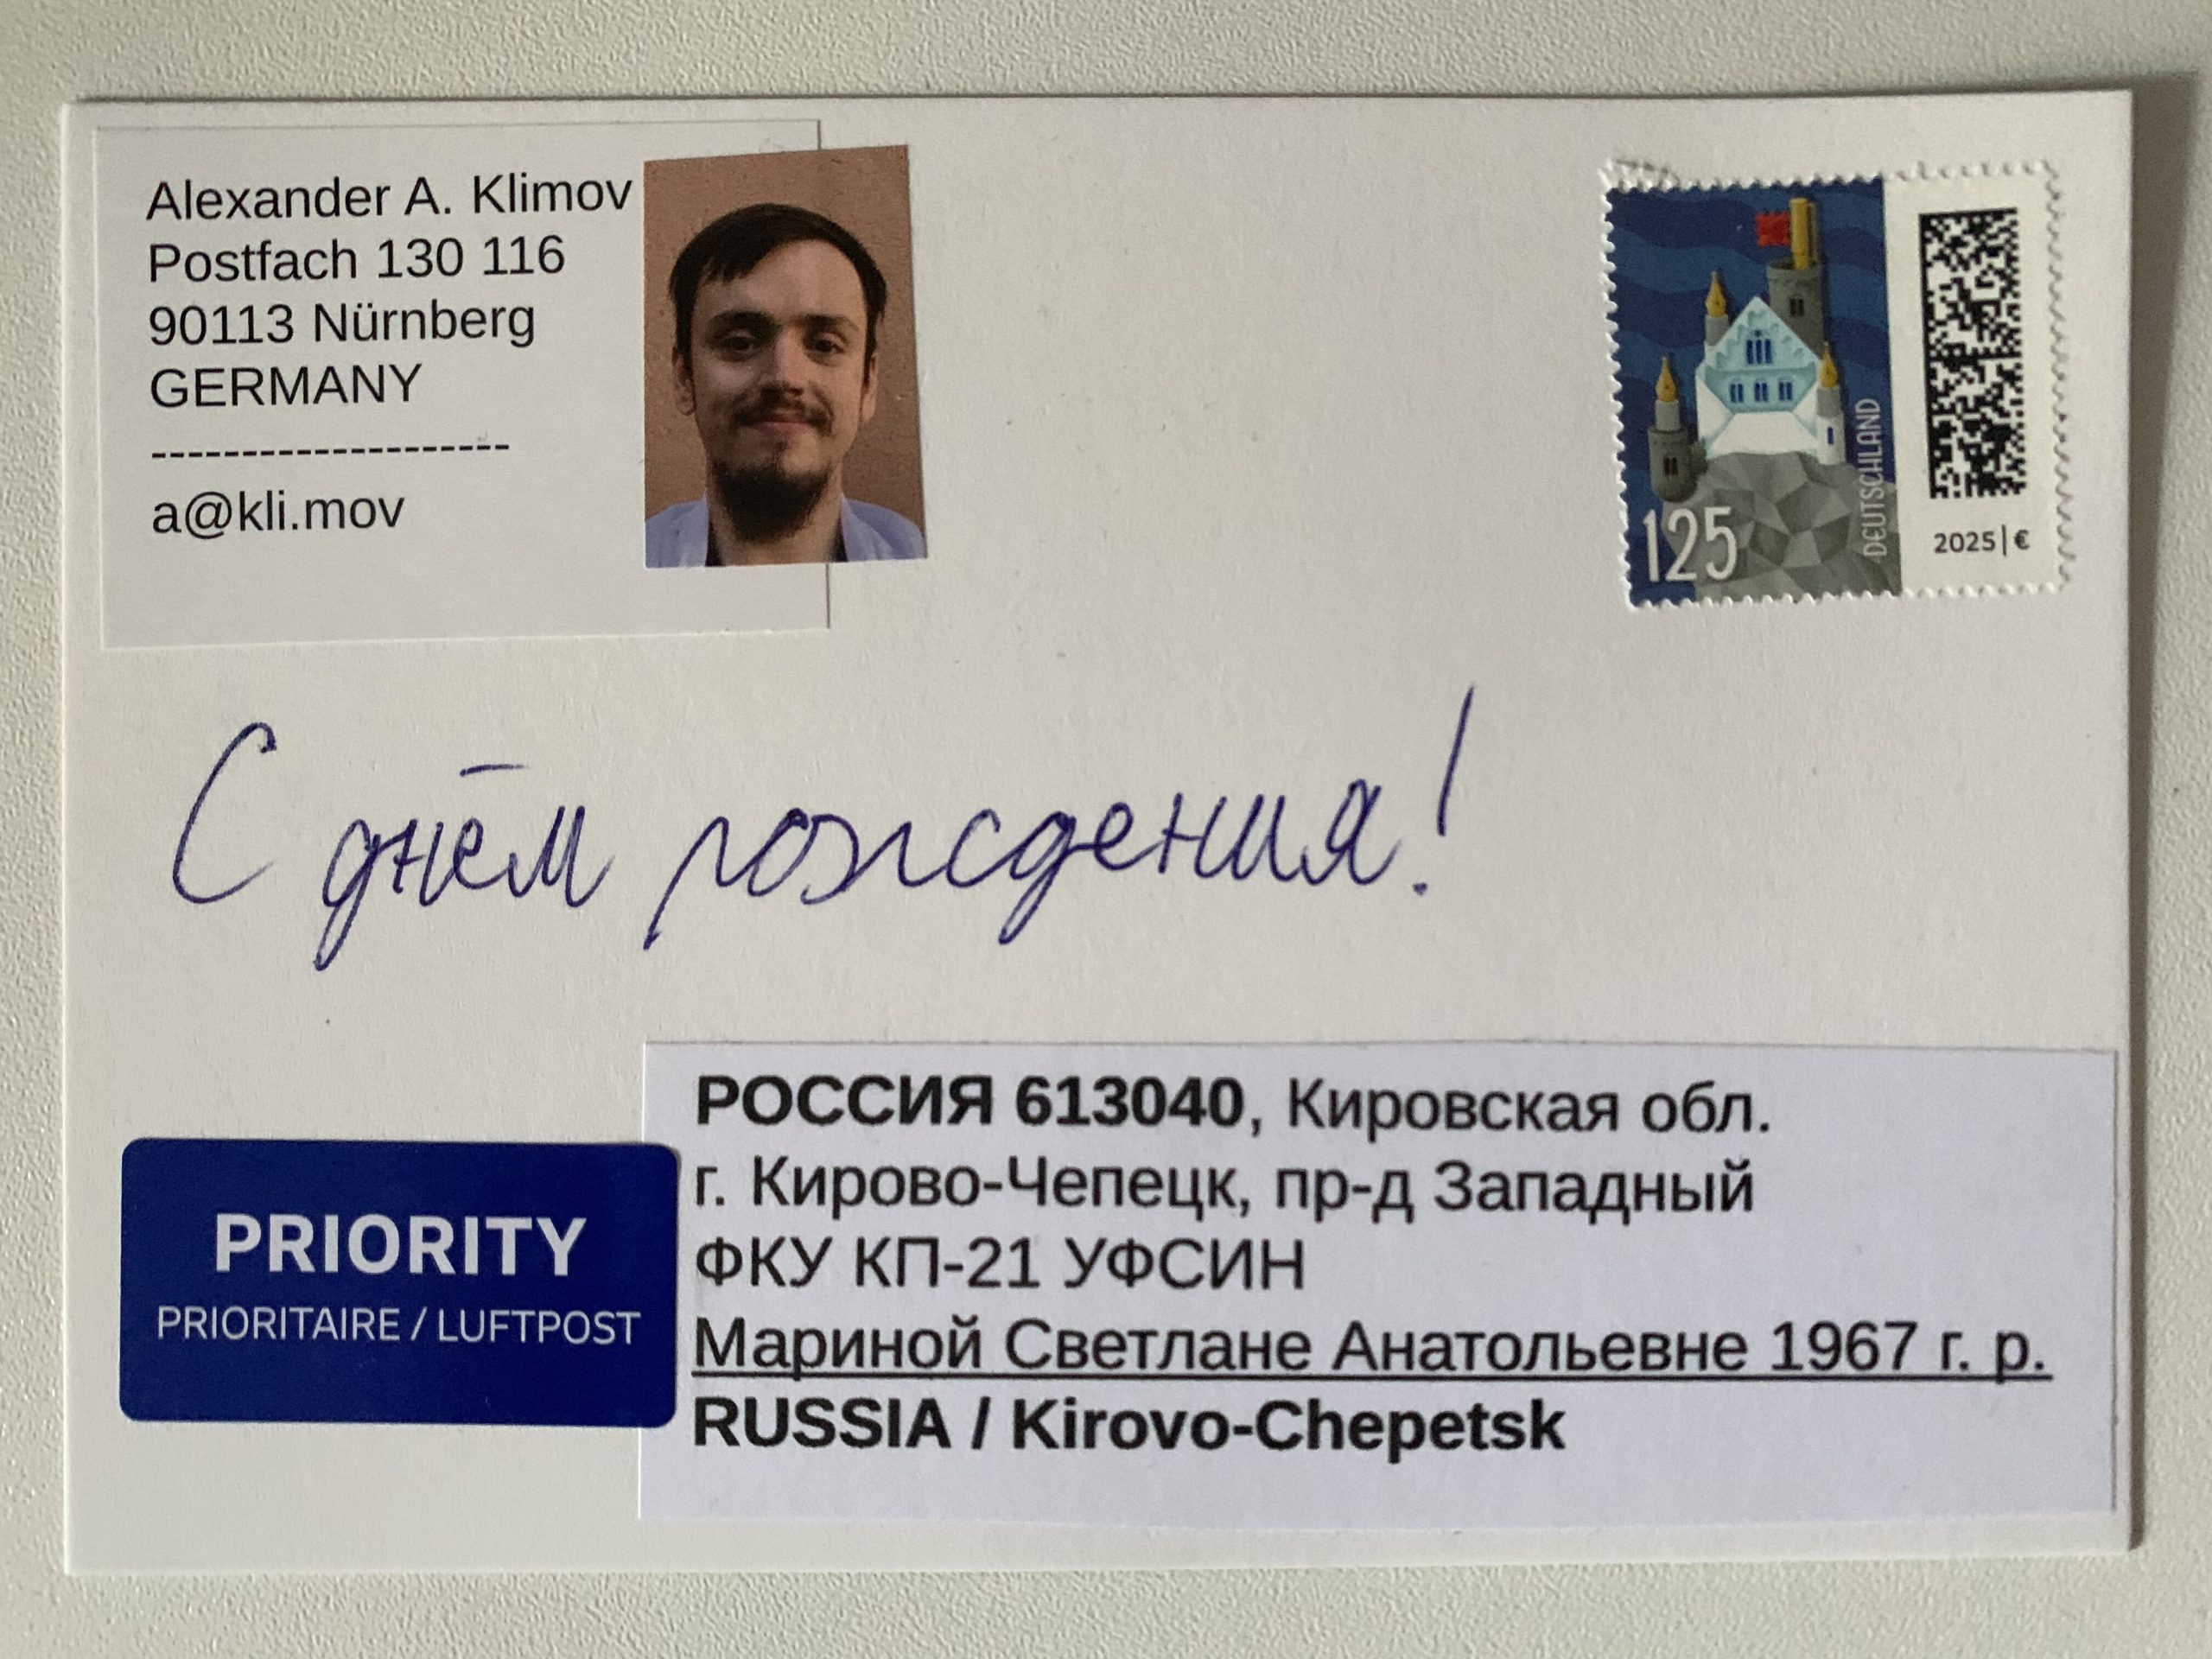 Alexander A. Klimov
Postfach 130 116
90113 Nürnberg
GERMANY
--------------------
a@kli.mov
125
DEUTSCHLAND
2025|€
С днём рождения!
PRIORITY
PRIORITAIRE / LUFTPOST
РОССИЯ 613040, Кировская обл.
г. Кирово-Чепецк, пр-д Западный
ФКУ КП-21 УФСИН
Мариной Светлане Анатольевне 1967 г. р.
RUSSIA / Kirovo-Chepetsk